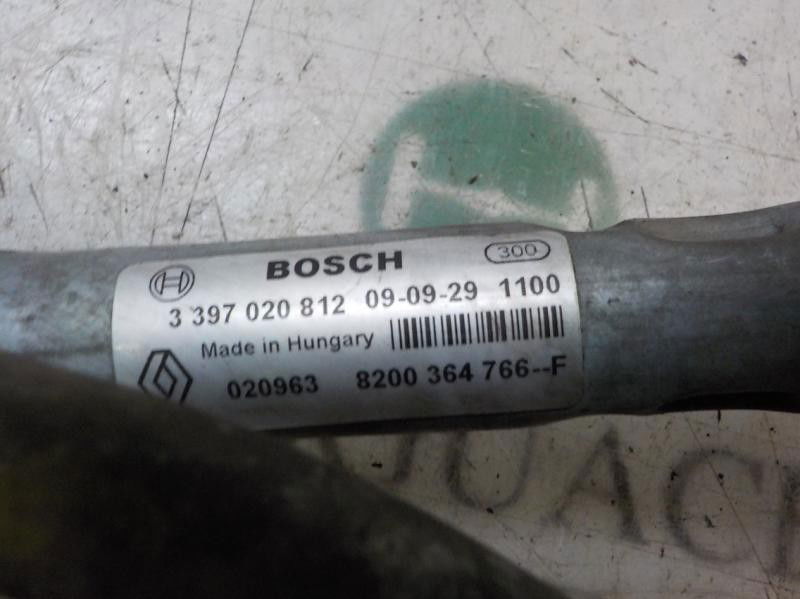 BOSCH 300
3 397 020 812 09-09-29 1100
Made in Hungary
020963 8200 364 766--F